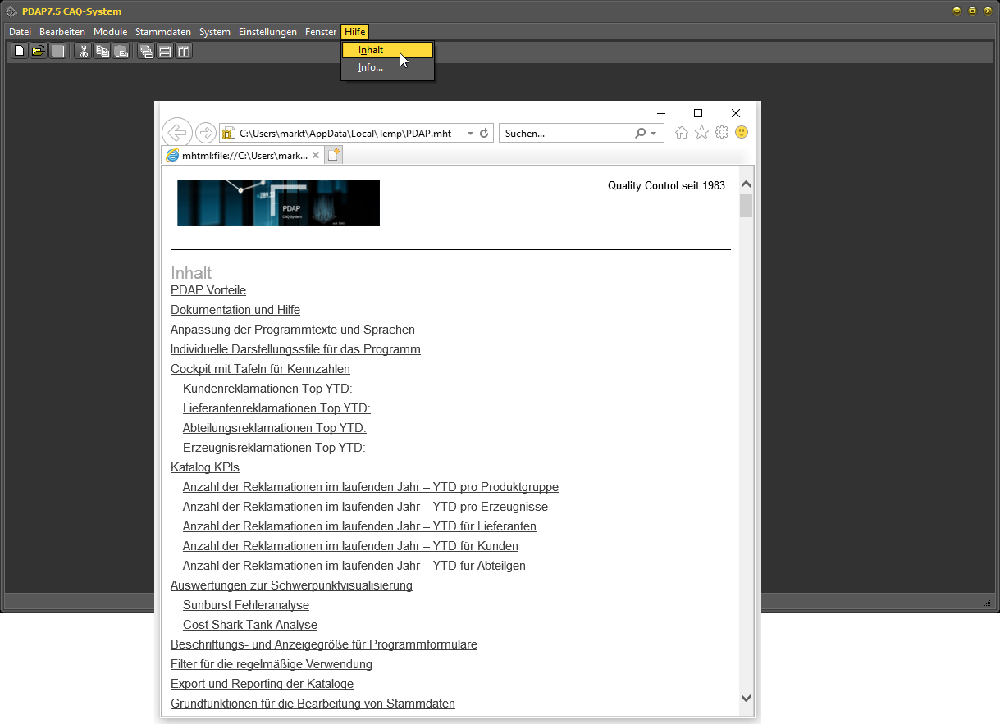 PDAP7.5 CAQ-System
Datei Bearbeiten Module Stammdaten System Einstellungen Fenster Hilfe
Inhalt
Info...
C:\Users\markt\AppData\Local\Temp\PDAP.mht
Suchen...
mhtml:file://C:\Users\mark...
Quality Control seit 1983
PDAP
CAQ-System
Inhalt
PDAP Vorteile
Dokumentation und Hilfe
Anpassung der Programmtexte und Sprachen
Individuelle Darstellungsstile für das Programm
Cockpit mit Tafeln für Kennzahlen
Kundenreklamationen Top YTD:
Lieferantenreklamationen Top YTD:
Abteilungsreklamationen Top YTD:
Erzeugnisreklamationen Top YTD:
Katalog KPIs
Anzahl der Reklamationen im laufenden Jahr – YTD pro Produktgruppe
Anzahl der Reklamationen im laufenden Jahr – YTD pro Erzeugnisse
Anzahl der Reklamationen im laufenden Jahr – YTD für Lieferanten
Anzahl der Reklamationen im laufenden Jahr – YTD für Kunden
Anzahl der Reklamationen im laufenden Jahr – YTD für Abteilgen
Auswertungen zur Schwerpunktvisualisierung
Sunburst Fehleranalyse
Cost Shark Tank Analyse
Beschriftungs- und Anzeigegröße für Programmformulare
Filter für die regelmäßige Verwendung
Export und Reporting der Kataloge
Grundfunktionen für die Bearbeitung von Stammdaten